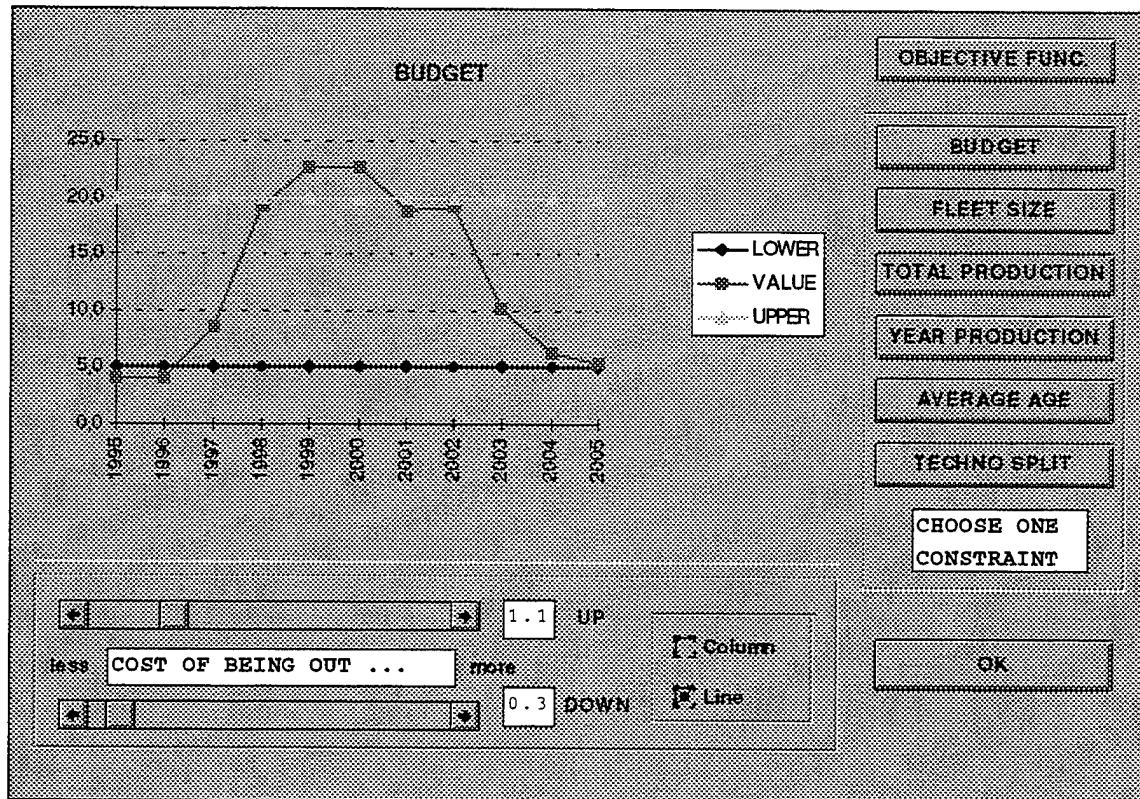 BUDGET
25,0
20,0
15,0
10,0
5,0
0,0
1995
1996
1997
1998
1999
2000
2001
2002
2003
2004
2005
LOWER
VALUE
UPPER
OBJECTIVE FUNC.
BUDGET
FLEET SIZE
TOTAL PRODUCTION
YEAR PRODUCTION
AVERAGE AGE
TECHNO SPLIT
CHOOSE ONE
CONSTRAINT
1.1 UP
less COST OF BEING OUT ... more
0.3 DOWN
Column
Line
OK